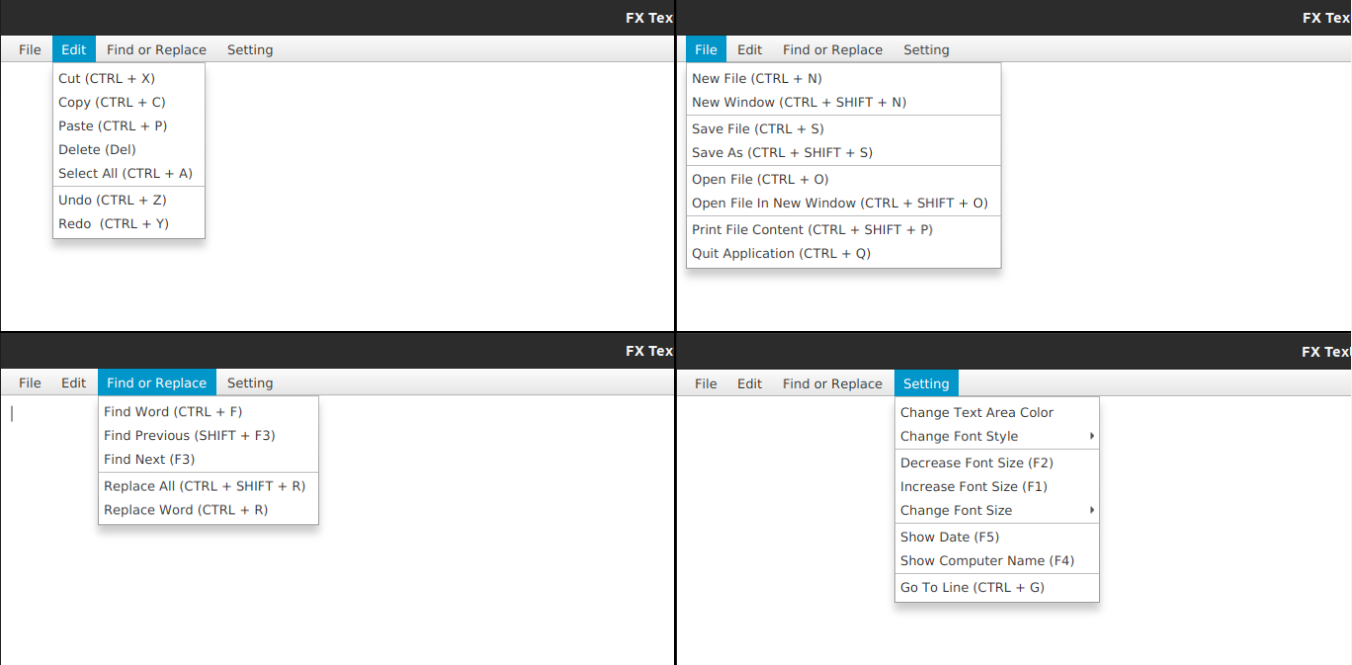 FX Tex
File Edit Find or Replace Setting
Cut (CTRL + X)
Copy (CTRL + C)
Paste (CTRL + P)
Delete (Del)
Select All (CTRL + A)
Undo (CTRL + Z)
Redo  (CTRL + Y)
FX Tex
File Edit Find or Replace Setting
New File (CTRL + N)
New Window (CTRL + SHIFT + N)
Save File (CTRL + S)
Save As (CTRL + SHIFT + S)
Open File (CTRL + O)
Open File In New Window (CTRL + SHIFT + O)
Print File Content (CTRL + SHIFT + P)
Quit Application (CTRL + Q)
FX Tex
File Edit Find or Replace Setting
Find Word (CTRL + F)
Find Previous (SHIFT + F3)
Find Next (F3)
Replace All (CTRL + SHIFT + R)
Replace Word (CTRL + R)
FX Tex
File Edit Find or Replace Setting
Change Text Area Color
Change Font Style
Decrease Font Size (F2)
Increase Font Size (F1)
Change Font Size
Show Date (F5)
Show Computer Name (F4)
Go To Line (CTRL + G)